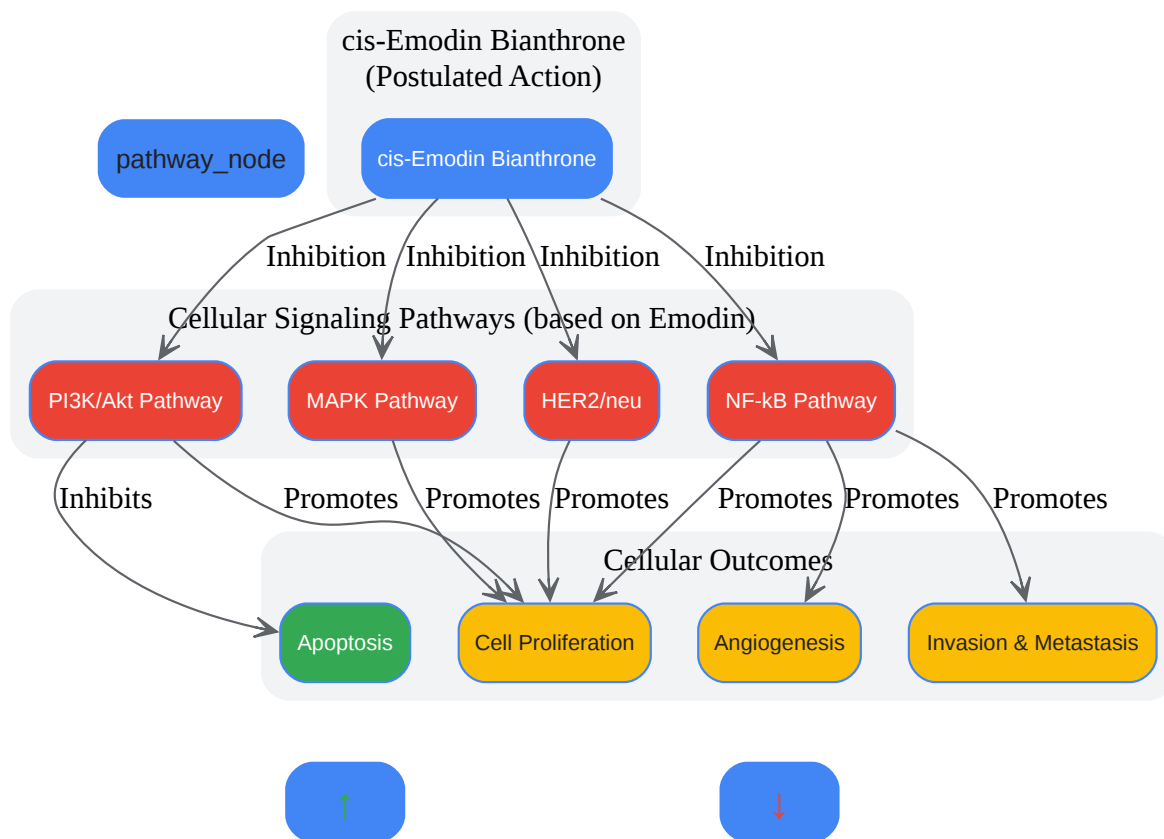 cis-Emodin Bianthrone
(Postulated Action)
pathway_node
cis-Emodin Bianthrone
Inhibition
Inhibition
Inhibition
Inhibition
Cellular Signaling Pathways (based on Emodin)
PI3K/Akt Pathway
MAPK Pathway
HER2/neu
NF-kB Pathway
Inhibits
Promotes
Promotes
Promotes
Promotes
Promotes
Promotes
Cellular Outcomes
Apoptosis
Cell Proliferation
Angiogenesis
Invasion & Metastasis
↑
↓